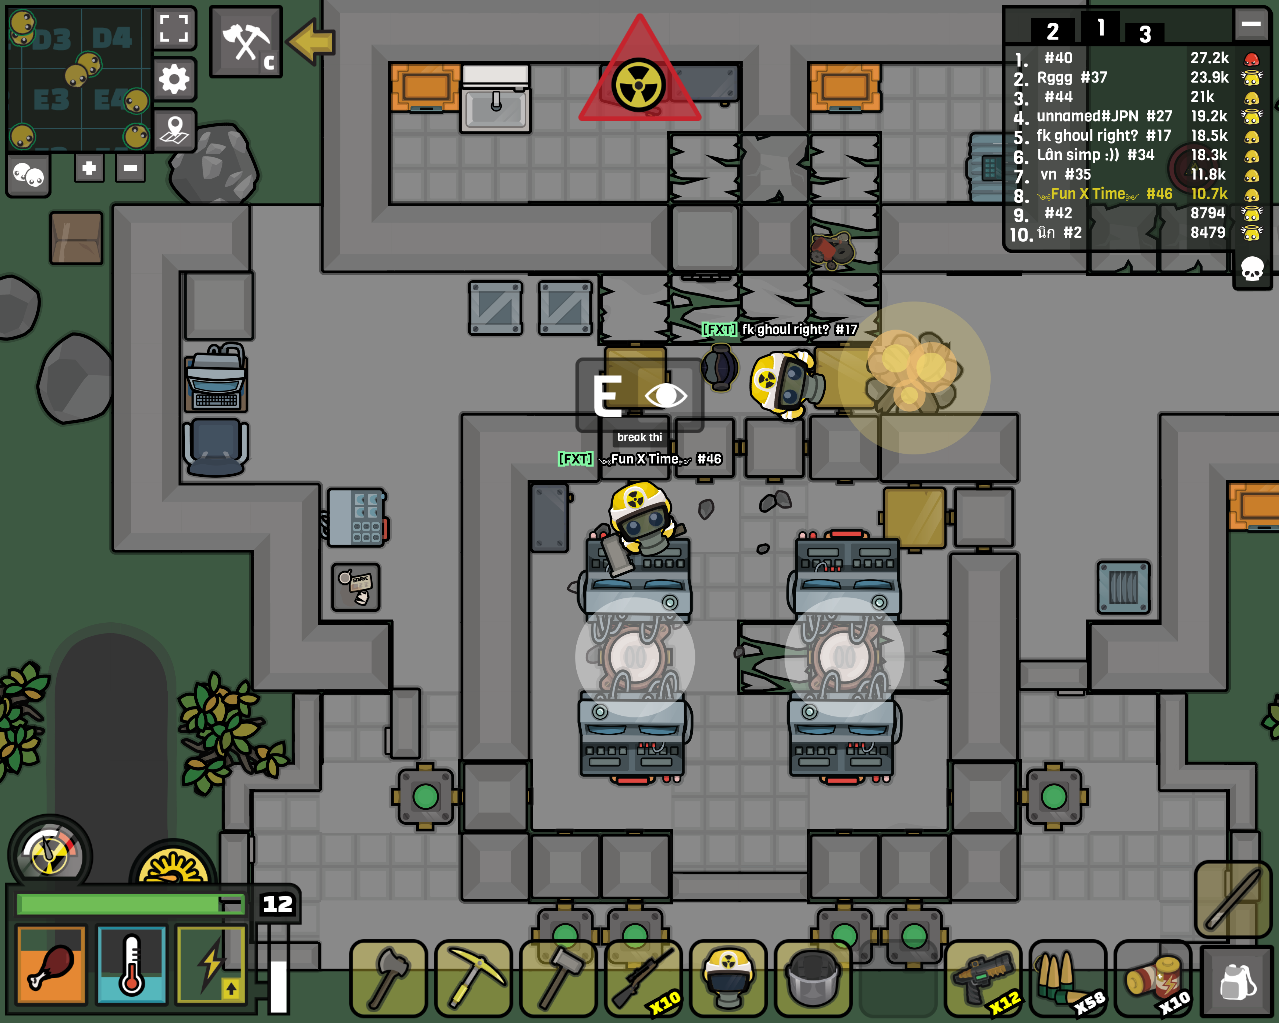 D3 D4
E3 E4
C
2 1 3
1. #40 27.2k
2. Rggg #37 23.9k
3. #44 21k
4. unnamed#JPN #27 19.2k
5. fk ghoul right? #17 18.5k
6. Lân simp :)) #34 18.3k
7. vn #35 11.8k
8. Fun X Time #46 10.7k
9. #42 8794
10. นิก #2 8479
[FXT] fk ghoul right? #17
E
break thi
[FXT] Fun X Time #46
00 00
12
X10 X12 X58 X10